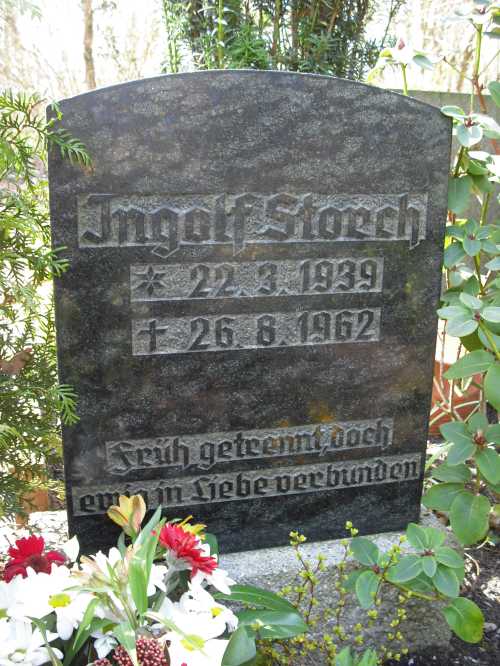 Ingolf Storch
* 22. 3. 1939
† 26. 8. 1962
Früh, getrennt, doch
ewig in Liebe verbunden